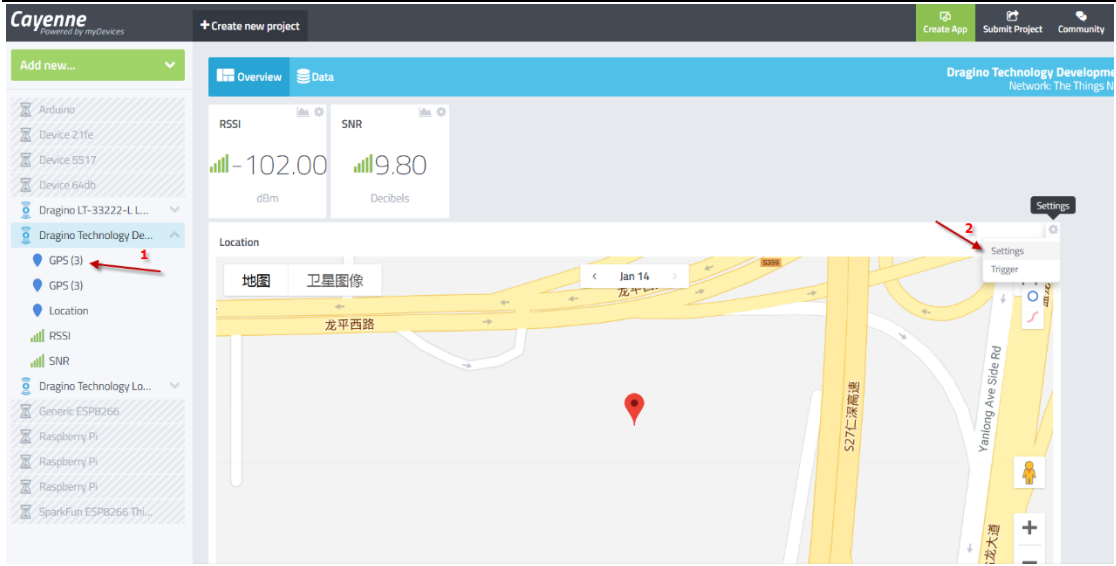 Cayenne
Powered by myDevices
+ Create new project
Create App
Submit Project
Community
Add new...
Overview
Data
Dragino Technology Developme
Network: The Things N
Arduino
Device 21fe
Device 5517
Device 64db
Dragino LT-33222-L L...
Dragino Technology De...
GPS (3)
1
GPS (3)
Location
RSSI
SNR
Dragino Technology Lo...
Generic ESP8266
Raspberry Pi
Raspberry Pi
Raspberry Pi
SparkFun ESP8266 Thi...
RSSI
-102.00
dBm
SNR
9.80
Decibels
Settings
2
Settings
Trigger
Location
地图
卫星图像
Jan 14
S359
龙平西路
S27仁深高速
Yanlong Ave Side Rd
龙大道